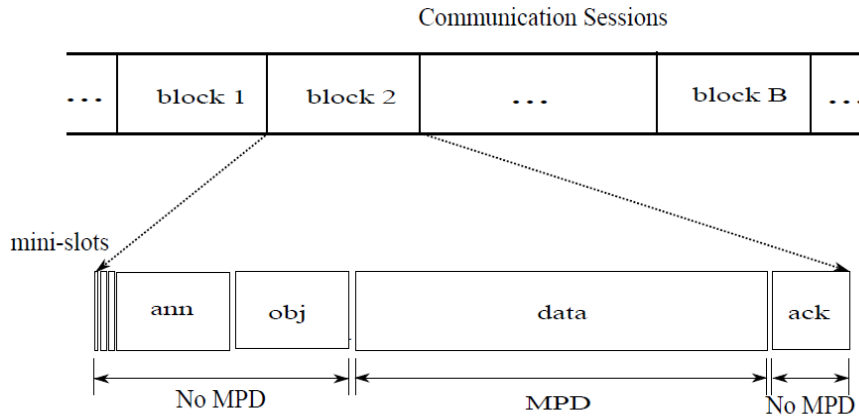 Communication Sessions
... block 1 block 2 ... block B ...
mini-slots
ann obj data ack
No MPD MPD No MPD